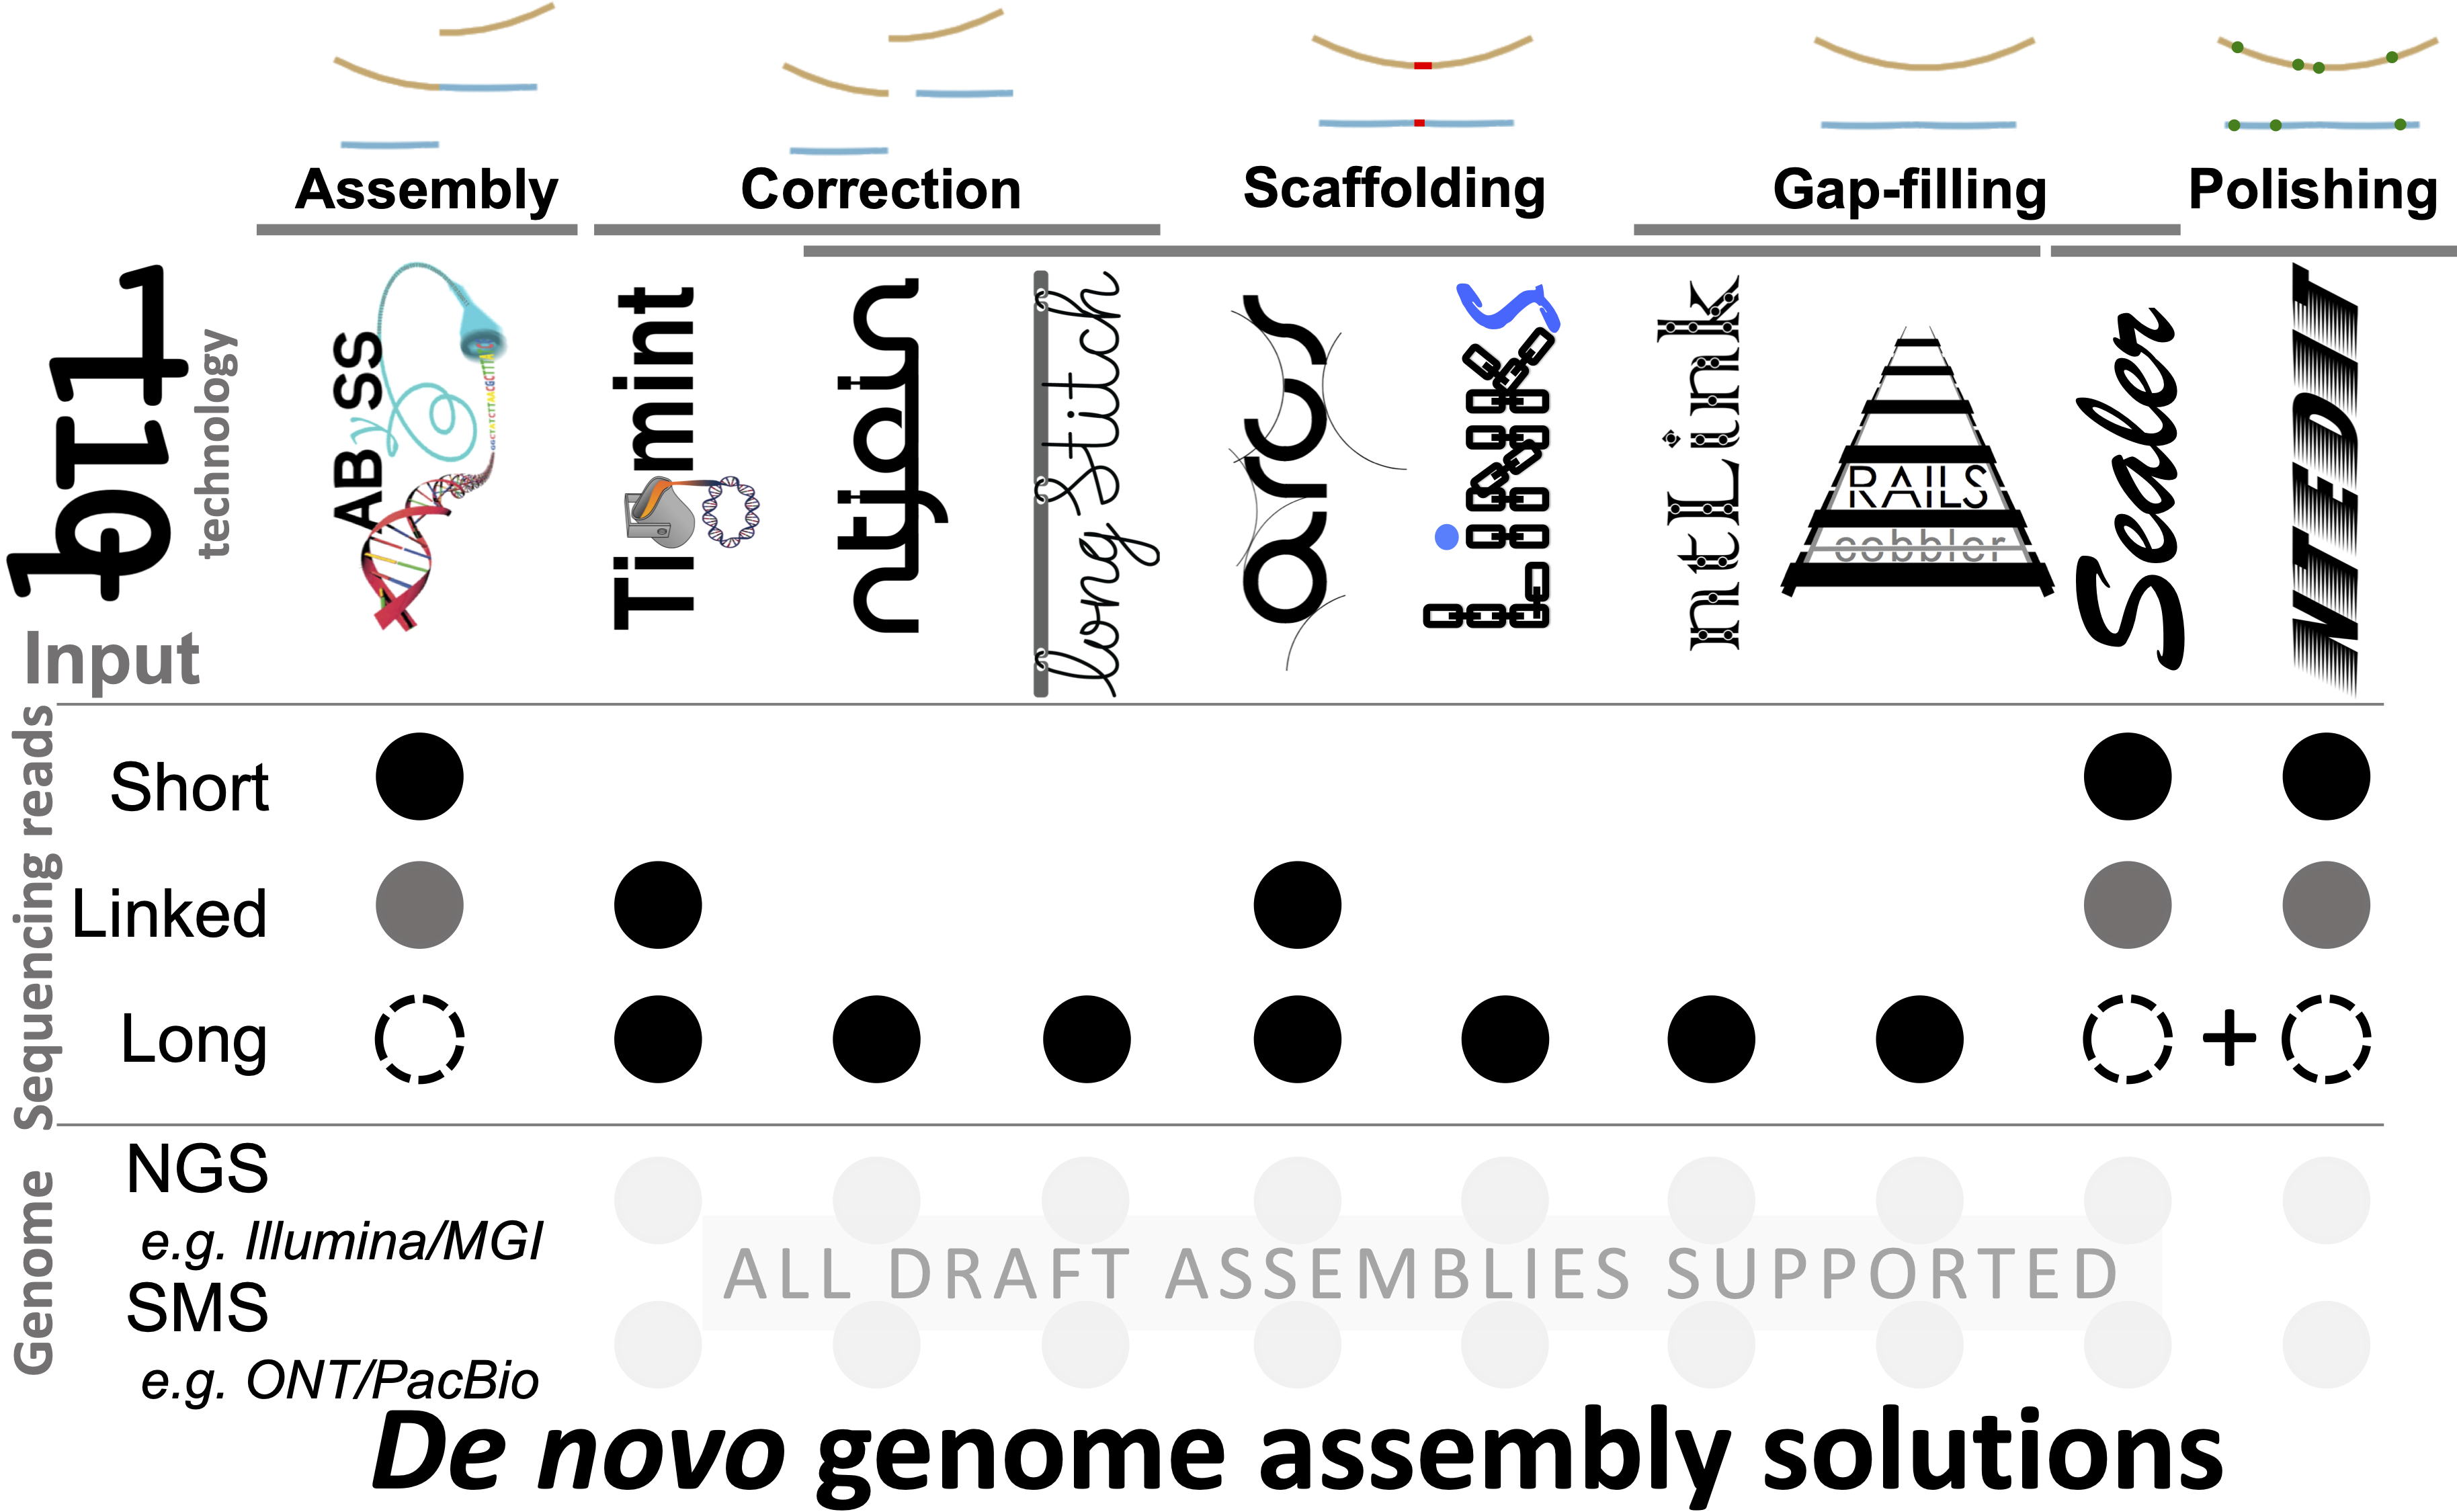 Assembly
Correction
Scaffolding
Gap-filling
Polishing
technology
ABySS
Tigmint
ntJoin
longstitch
arcs
LINKS
ntLink
RAILS
cobbler
Sealer
NTEDIT
Input
Sequencing reads
Short
Linked
Long
+
Genome
NGS
e.g. Illumina/MGI
SMS
e.g. ONT/PacBio
ALL DRAFT ASSEMBLIES SUPPORTED
De novo genome assembly solutions